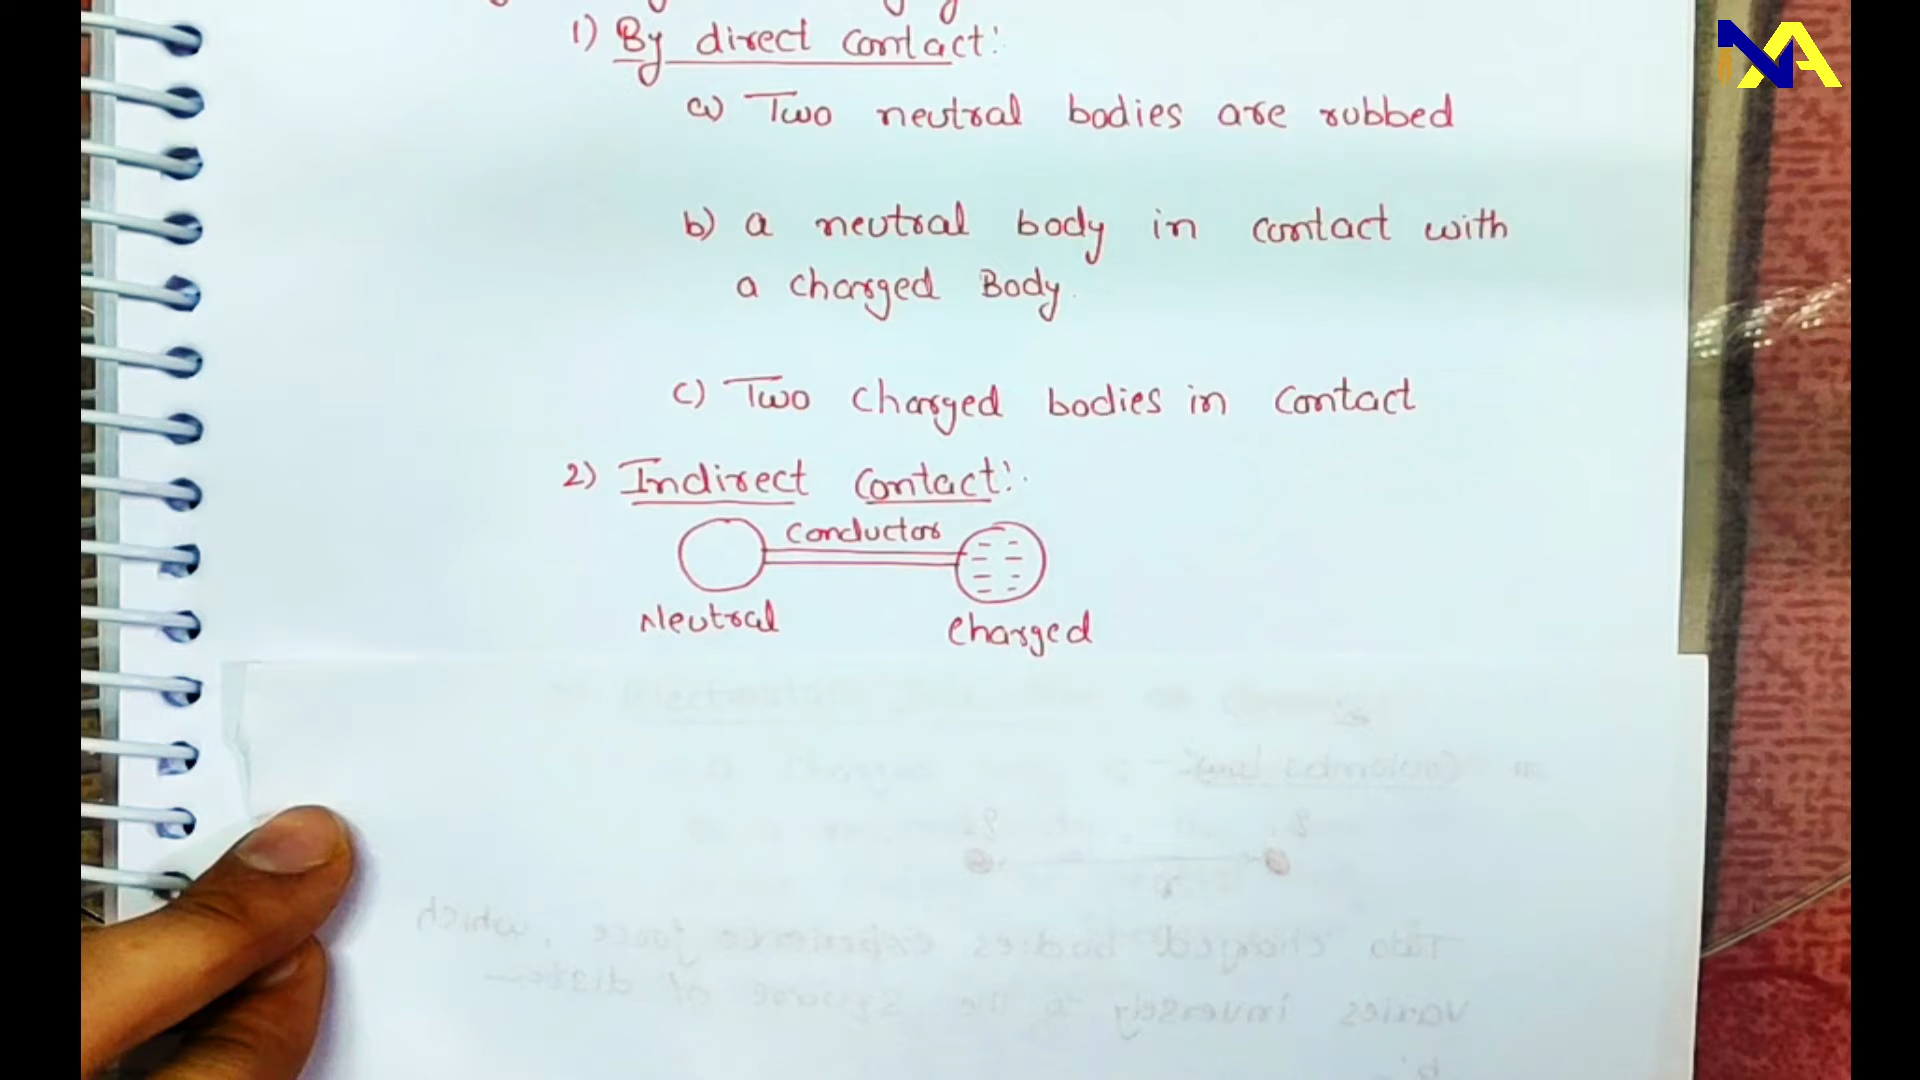 1) By direct contact:
a) Two neutral bodies are rubbed
b) a neutral body in contact with
a charged Body.
c) Two charged bodies in contact
2) Indirect Contact:
Conductor
Neutral
Charged
NA